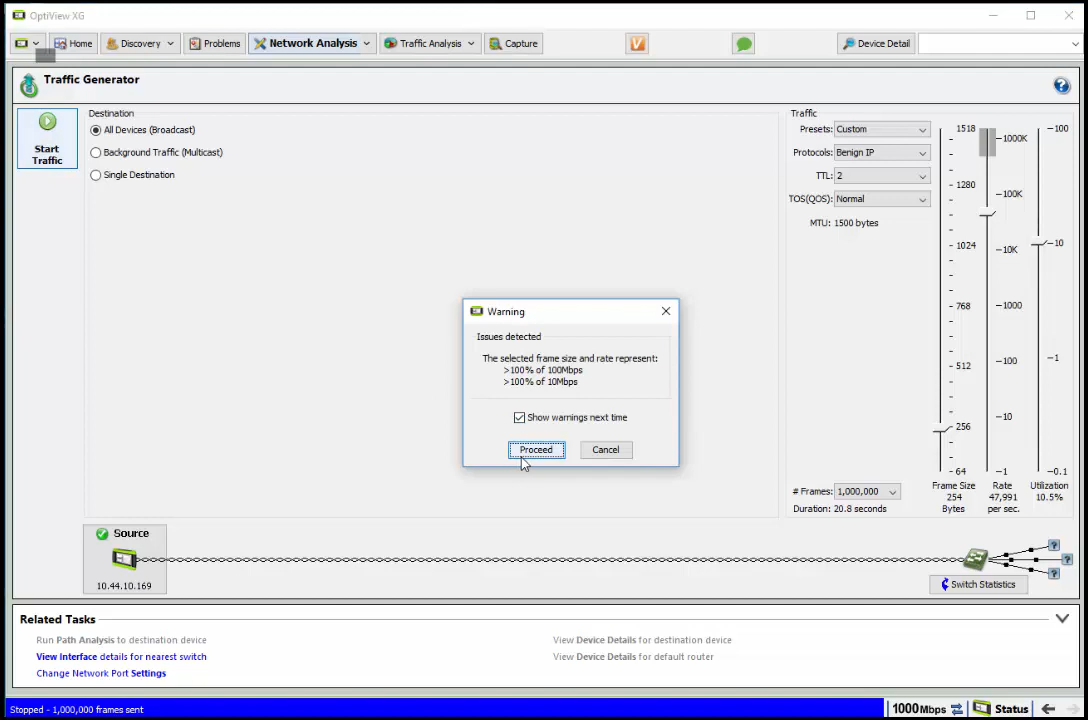 OptiView XG
Home Discovery Problems Network Analysis Traffic Analysis Capture Device Detail
Traffic Generator
Start
Traffic
Destination
All Devices (Broadcast)
Background Traffic (Multicast)
Single Destination
Traffic
Presets: Custom
Protocols: Benign IP
TTL: 2
TOS(QOS): Normal
MTU: 1500 bytes
1518
1280
1024
768
512
256
64
1000K
100K
10K
1000
100
10
1
100
10
1
0.1
Frame Size
254
Bytes
Rate
47,991
per sec.
Utilization
10.5%
# Frames: 1,000,000
Duration: 20.8 seconds
Warning
Issues detected
The selected frame size and rate represent:
>100% of 100Mbps
>100% of 10Mbps
Show warnings next time
Proceed Cancel
Source
10.44.10.169
Switch Statistics
Related Tasks
Run Path Analysis to destination device
View Interface details for nearest switch
Change Network Port Settings
View Device Details for destination device
View Device Details for default router
Stopped - 1,000,000 frames sent
1000Mbps Status